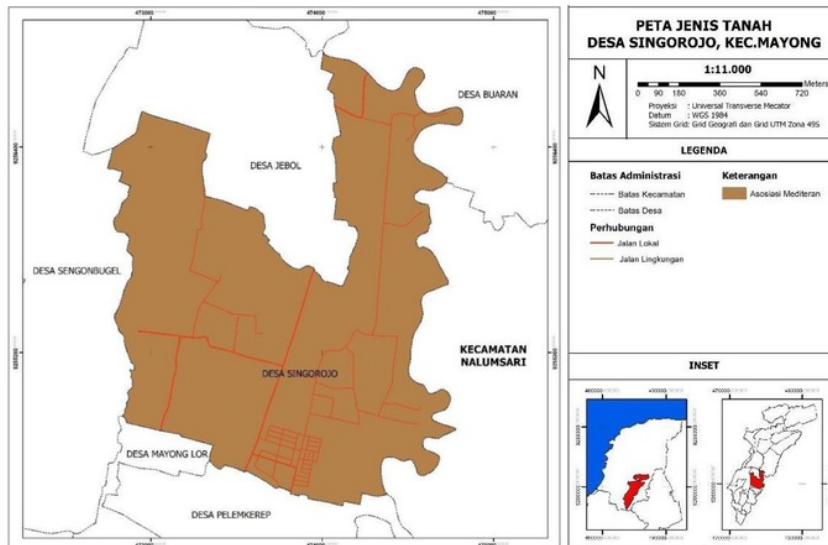 PETA JENIS TANAH
DESA SINGOROJO, KEC.MAYONG
N
1:11.000
0 90 180 360 540 720 Meters
Proyeksi : Universal Transverse Mecator
Datum : WGS 1984
Sistem Grid: Grid Geografi dan Grid UTM Zona 49S
LEGENDA
Batas Administrasi
Batas Kecamatan
Batas Desa
Perhubungan
Jalan Lokal
Jalan Lingkungan
Keterangan
Asosiasi Mediteran
INSET
DESA BUARAN
DESA JEBOL
DESA SENGONBUGEL
KECAMATAN
NALUMSARI
DESA SINGOROJO
DESA MAYONG LOR
DESA PELEMKEREP